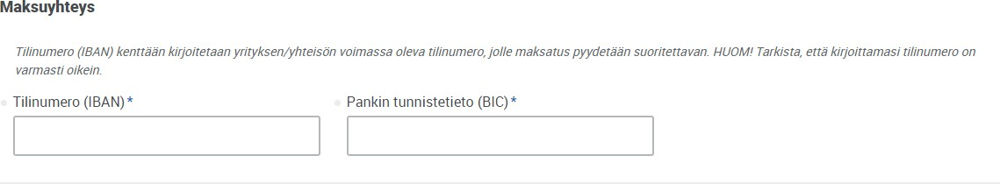 Maksuyhteys
Tilinumero (IBAN) kenttään kirjoitetaan yrityksen/yhteisön voimassa oleva tilinumero, jolle maksatus pyydetään suoritettavan. HUOM! Tarkista, että kirjoittamasi tilinumero on
varmasti oikein.
Tilinumero (IBAN) * Pankin tunnistetieto (BIC) *